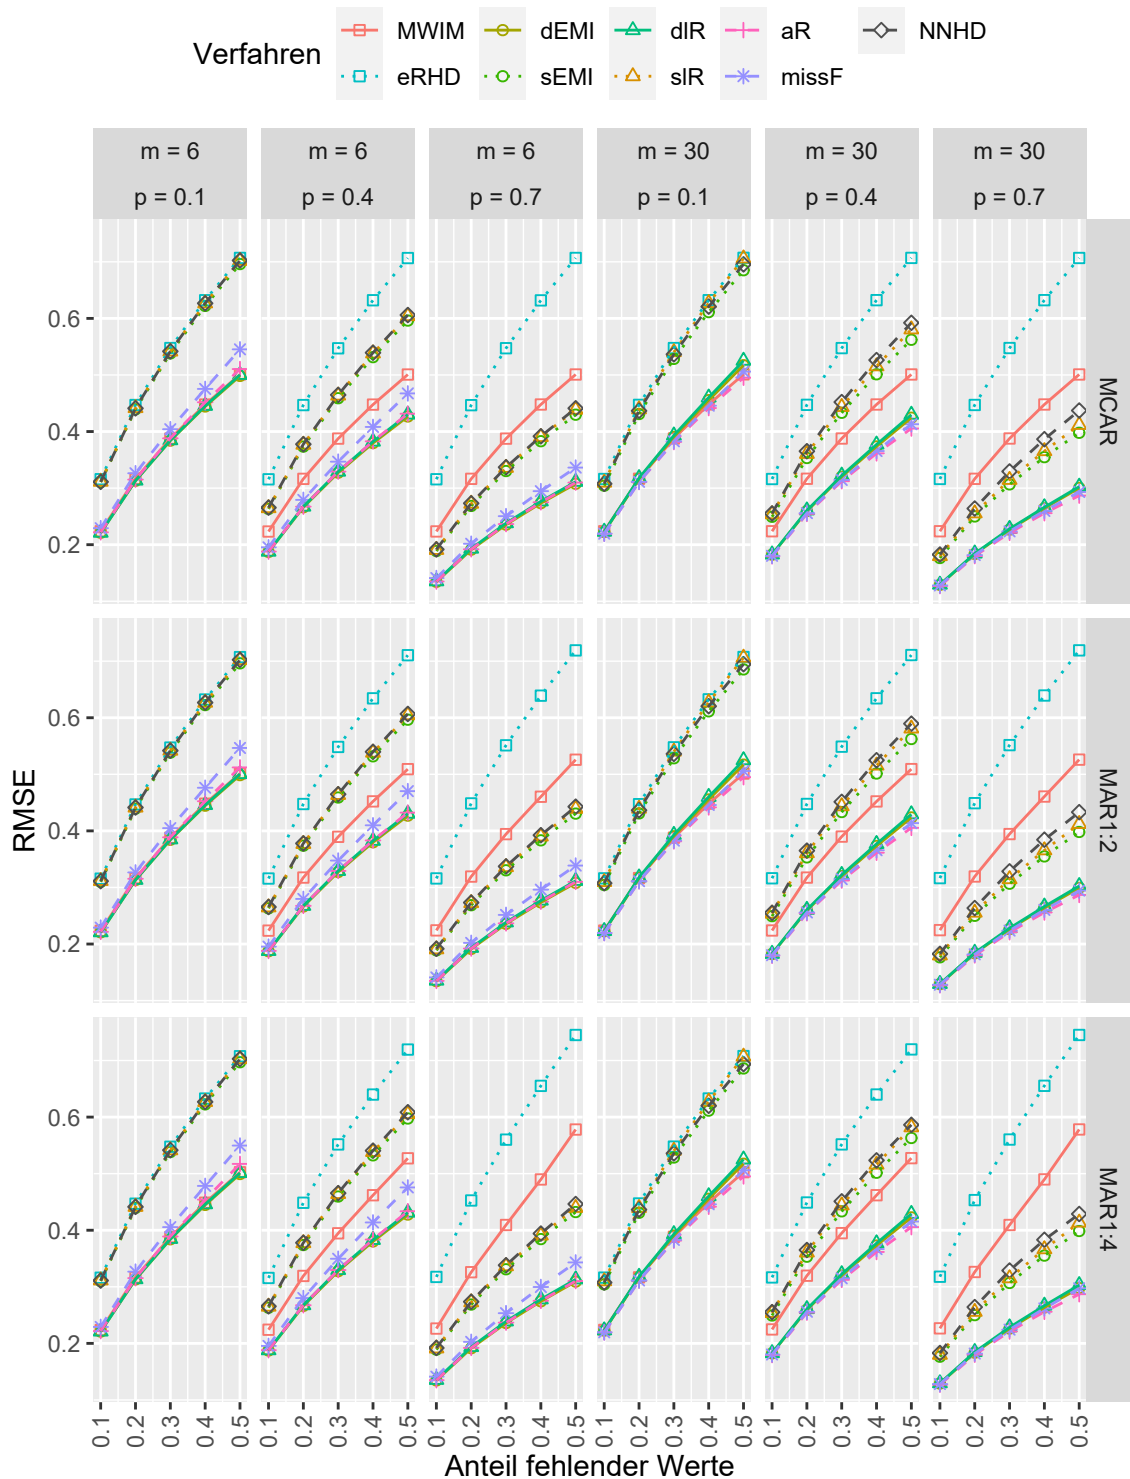 Verfahren
MWIM dEMI dIR aR NNHD
eRHD sEMI sIR missF
m = 6 m = 6 m = 6 m = 30 m = 30 m = 30
p = 0.1 p = 0.4 p = 0.7 p = 0.1 p = 0.4 p = 0.7
0.6
0.4
0.2
MCAR
0.6
0.4
0.2
MAR1:2
0.6
0.4
0.2
MAR1:4
RMSE
0.1 0.2 0.3 0.4 0.5 0.1 0.2 0.3 0.4 0.5 0.1 0.2 0.3 0.4 0.5 0.1 0.2 0.3 0.4 0.5 0.1 0.2 0.3 0.4 0.5 0.1 0.2 0.3 0.4 0.5
Anteil fehlender Werte